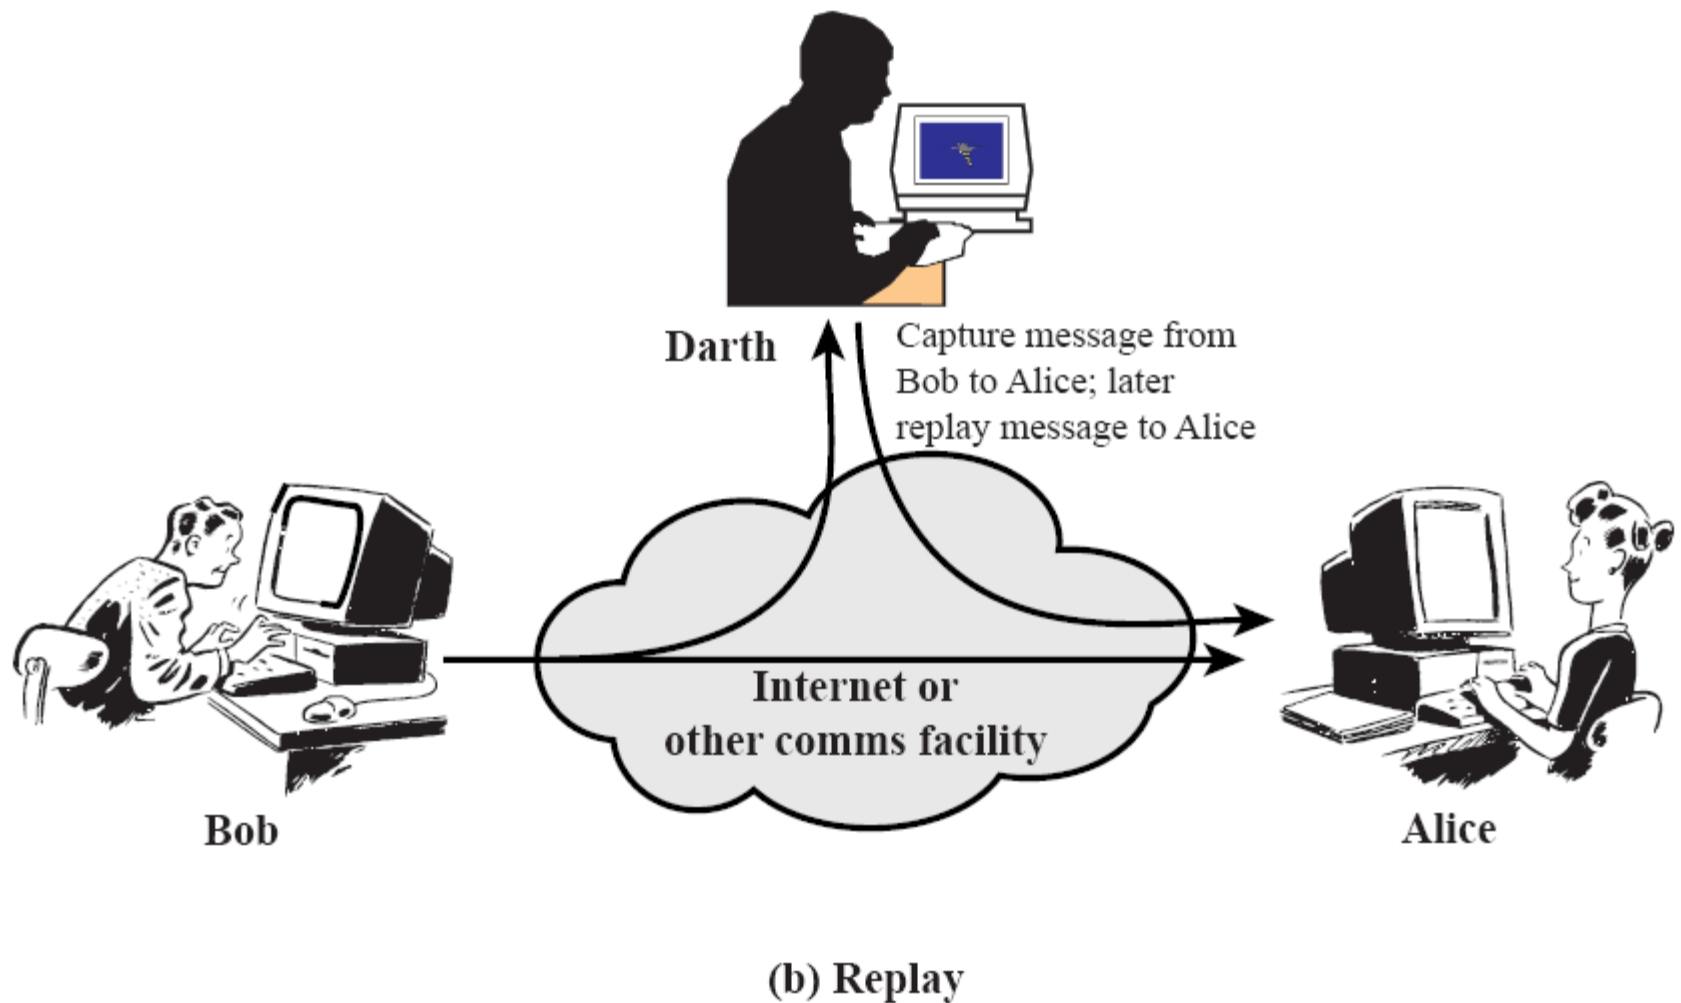 Darth
Capture message from
Bob to Alice; later
replay message to Alice
Internet or
other comms facility
Bob
Alice
(b) Replay